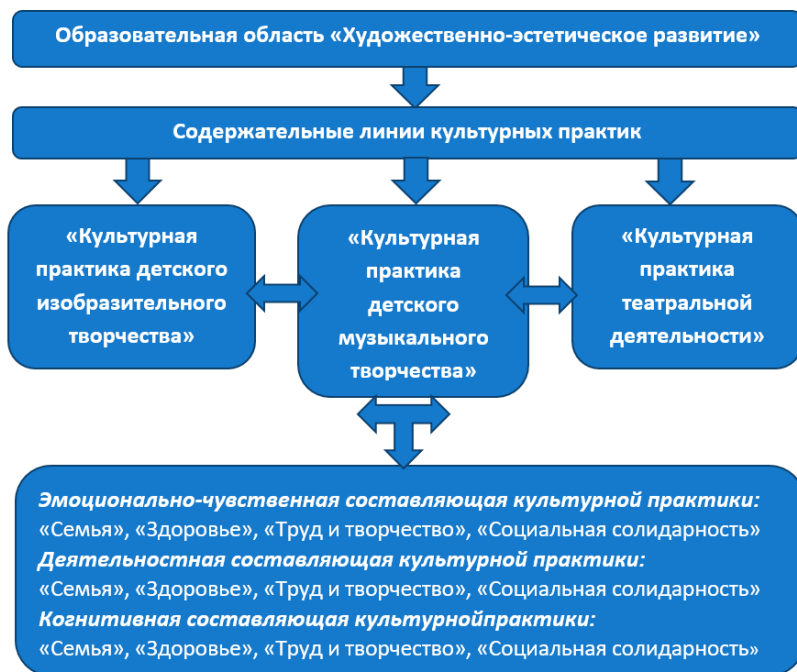 Образовательная область «Художественно-эстетическое развитие»
Содержательные линии культурных практик
«Культурная
практика детского
изобразительного
творчества»
«Культурная
практика
детского
музыкального
творчества»
«Культурная
практика
театральной
деятельности»
Эмоционально-чувственная составляющая культурной практики:
«Семья», «Здоровье», «Труд и творчество», «Социальная солидарность»
Деятельностная составляющая культурной практики:
«Семья», «Здоровье», «Труд и творчество», «Социальная солидарность»
Когнитивная составляющая культурнойпрактики:
«Семья», «Здоровье», «Труд и творчество», «Социальная солидарность»